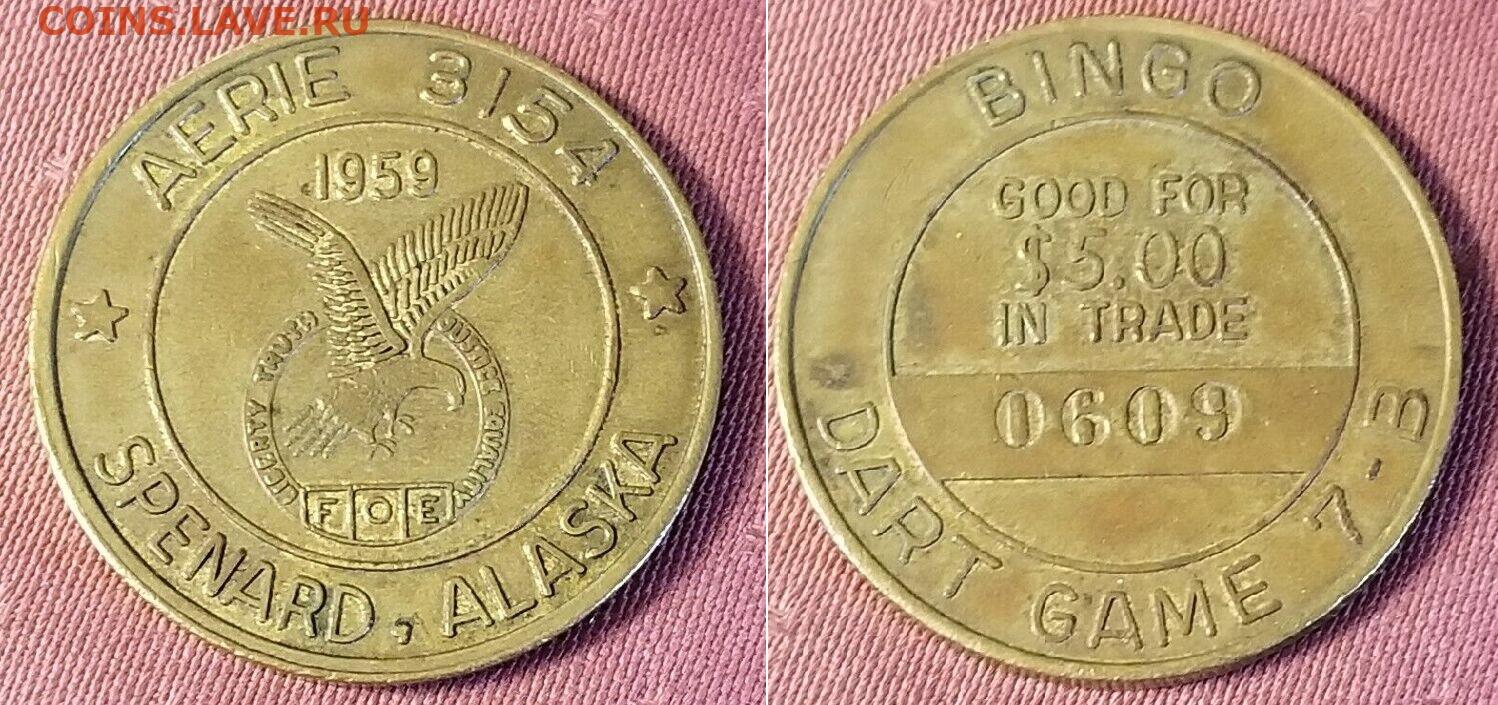 COINS.LAVE.RU
AERIE 3154
1959
LIBERTY TRUTH JUSTICE EQUALITY
F O E
SPENARD, ALASKA
BINGO
GOOD FOR
$5.00
IN TRADE
0609
DART GAME 7-B